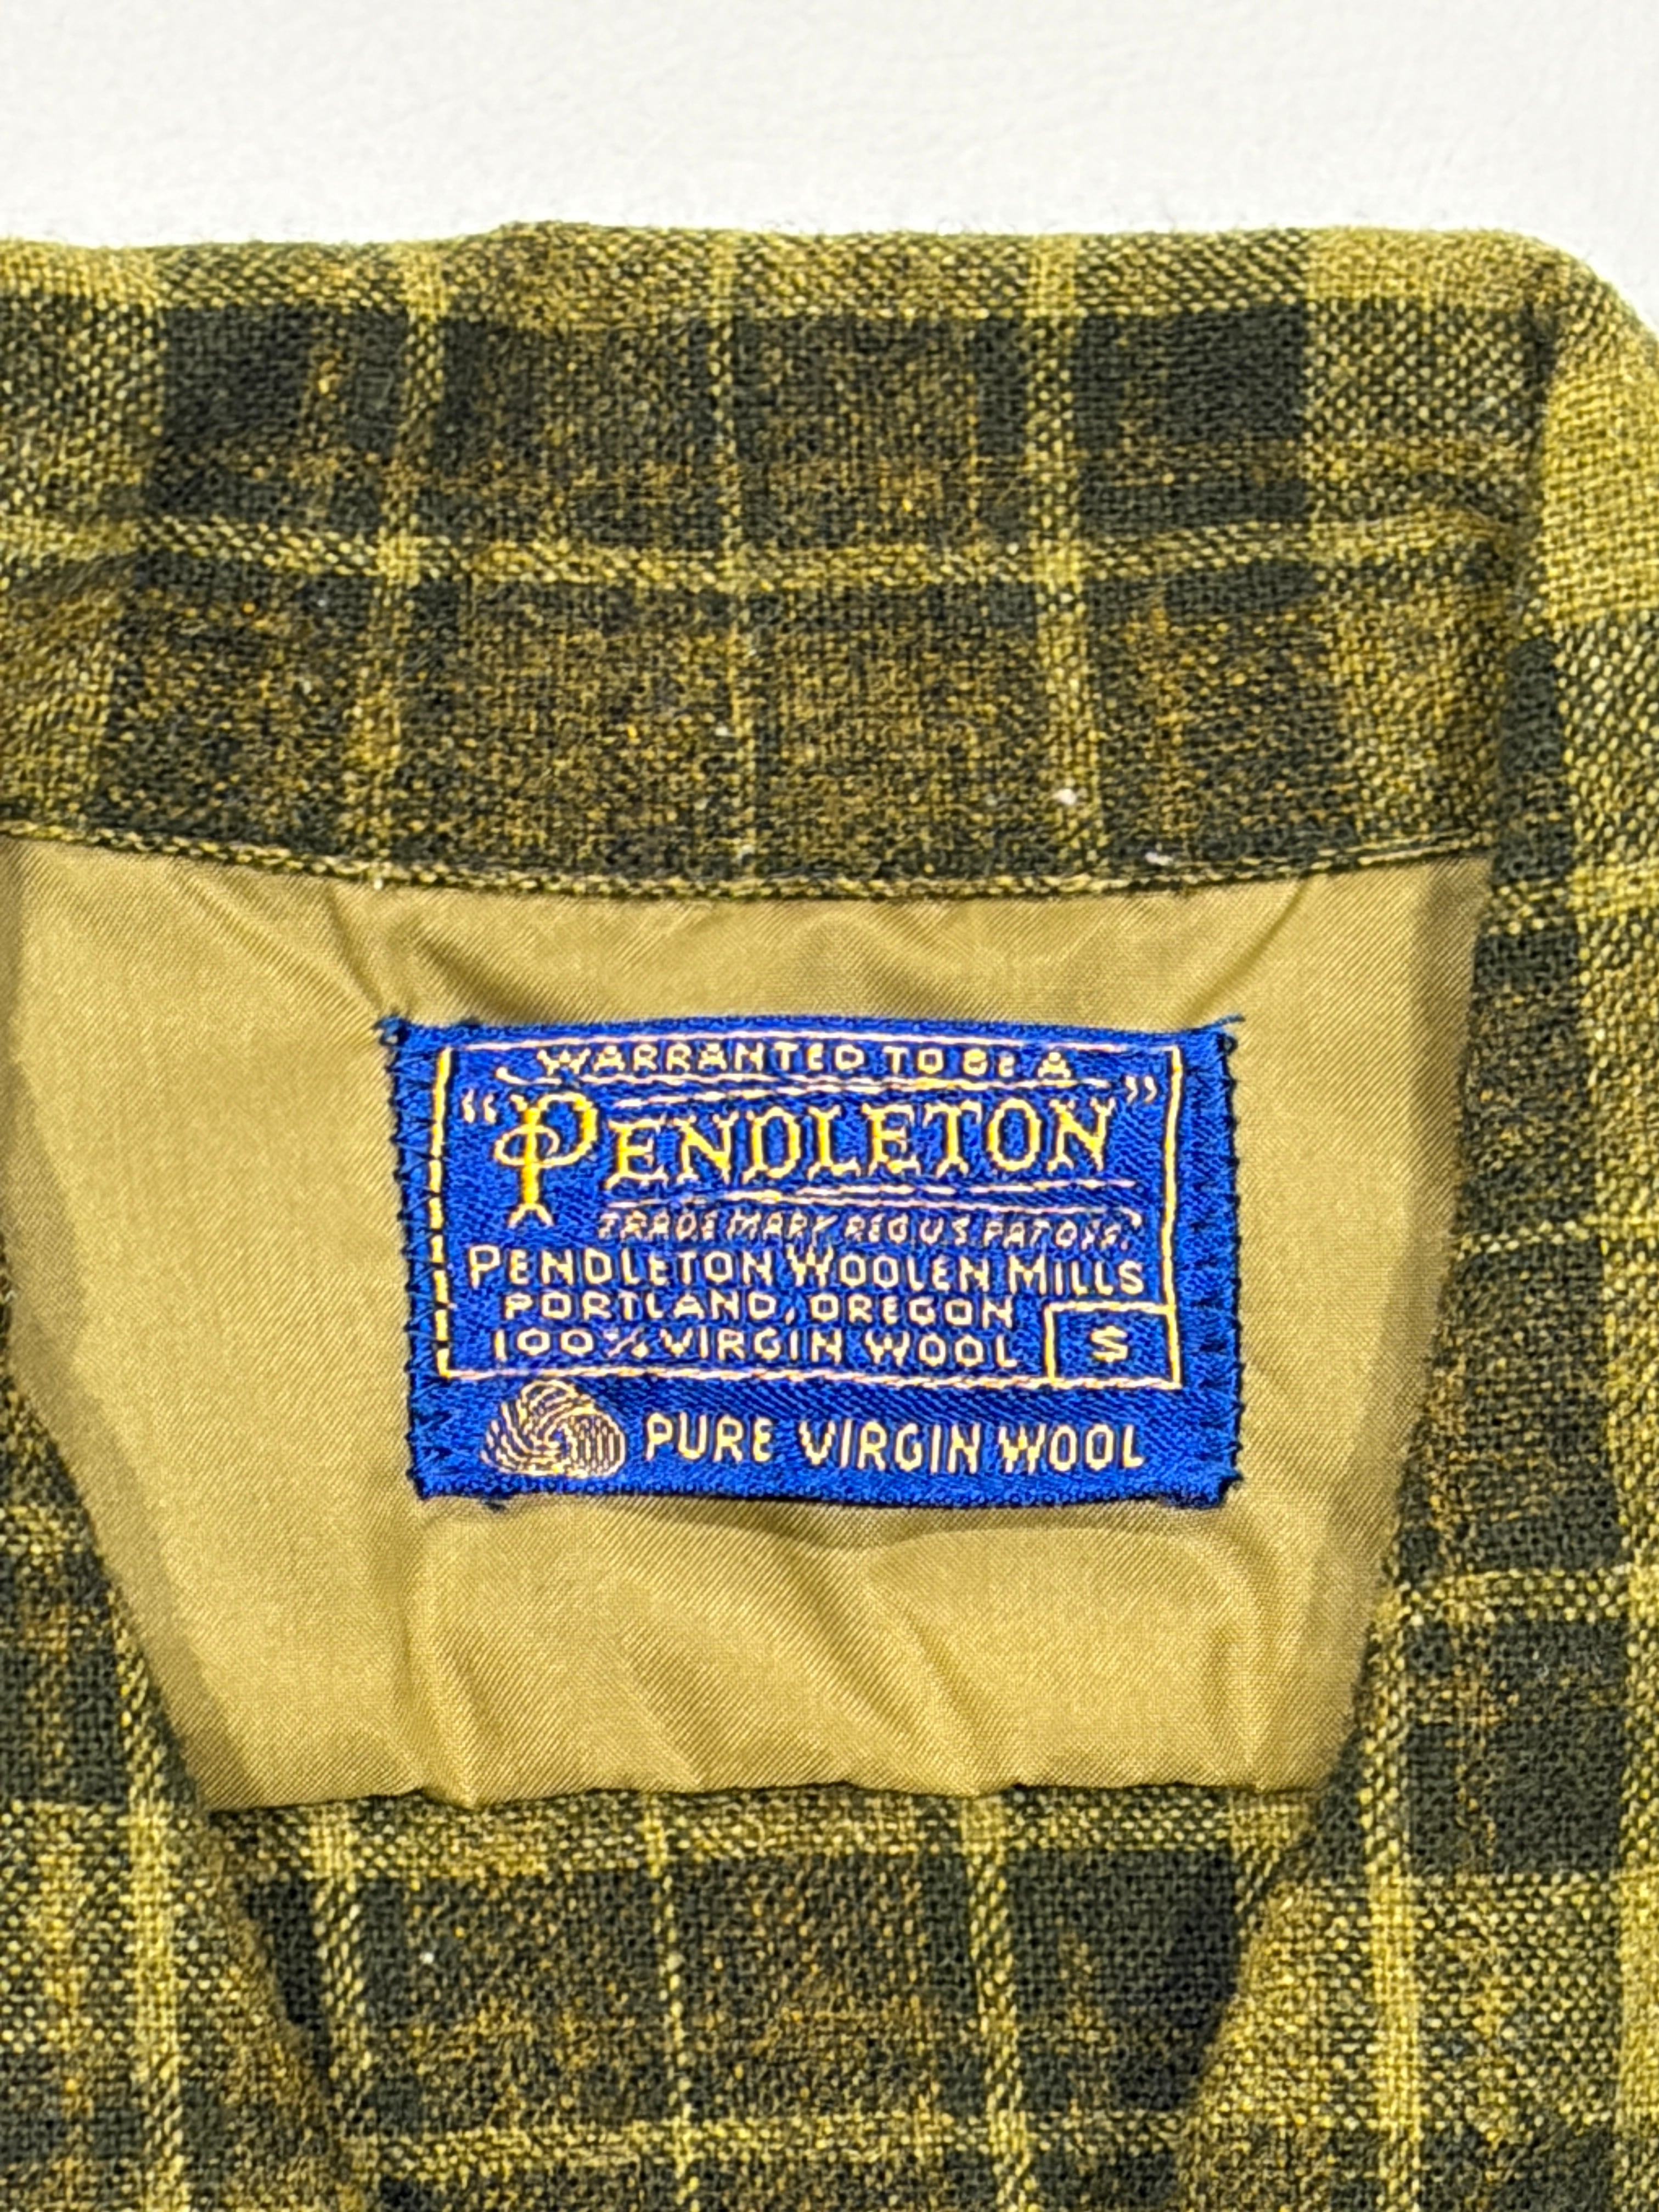 WARRANTED TO BE A
"PENDLETON"
TRADE MARK REG U.S. PAT OFF.
PENDLETON WOOLEN MILLS
PORTLAND, OREGON
100% VIRGIN WOOL
S
PURE VIRGIN WOOL